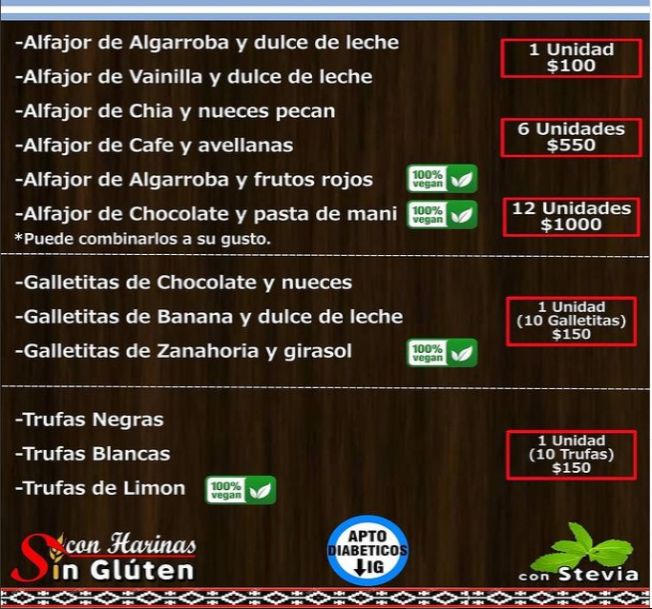 -Alfajor de Algarroba y dulce de leche
-Alfajor de Vainilla y dulce de leche
1 Unidad
$100
-Alfajor de Chia y nueces pecan
-Alfajor de Cafe y avellanas
6 Unidades
$550
-Alfajor de Algarroba y frutos rojos
100%
vegan
-Alfajor de Chocolate y pasta de mani
100%
vegan
12 Unidades
$1000
*Puede combinarlos a su gusto.
-Galletitas de Chocolate y nueces
-Galletitas de Banana y dulce de leche
-Galletitas de Zanahoria y girasol
100%
vegan
1 Unidad
(10 Galletitas)
$150
-Trufas Negras
-Trufas Blancas
-Trufas de Limon
100%
vegan
1 Unidad
(10 Trufas)
$150
con Harinas
Sin Glúten
APTO
DIABETICOS
↓IG
con Stevia